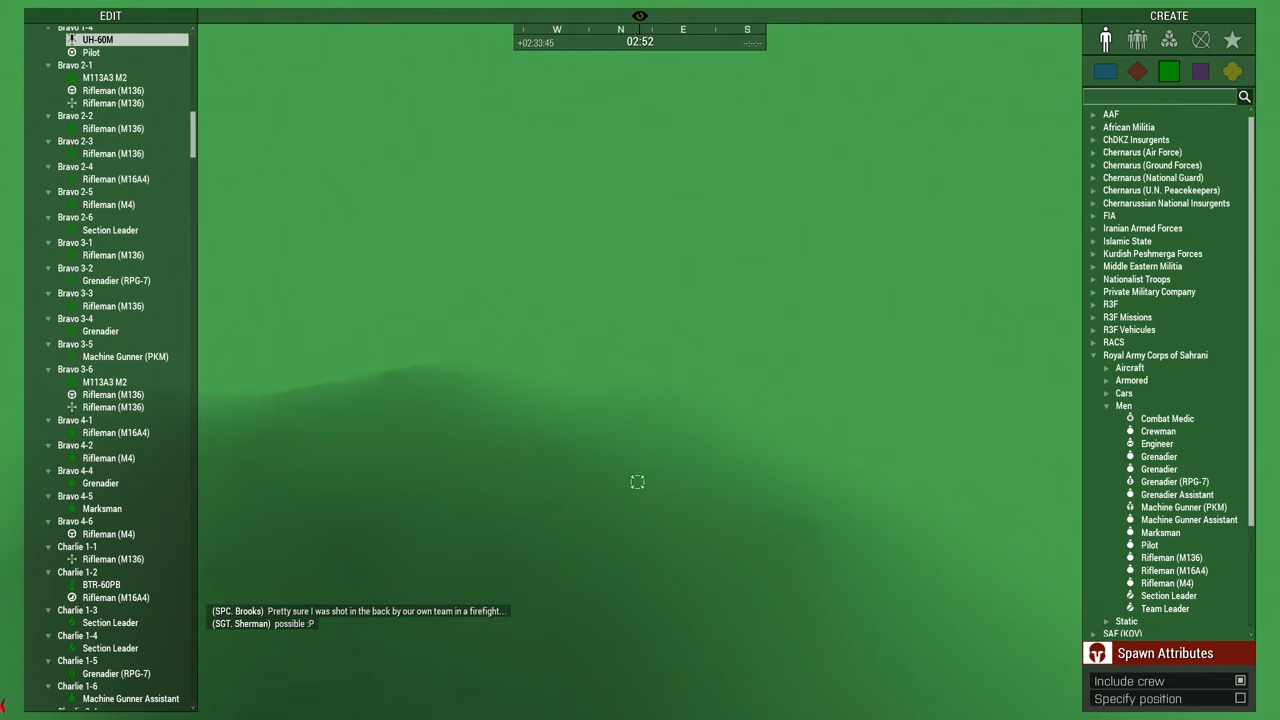 EDIT
Bravo 1-4
UH-60M
Pilot
Bravo 2-1
M113A3 M2
Rifleman (M136)
Rifleman (M136)
Bravo 2-2
Rifleman (M136)
Bravo 2-3
Rifleman (M136)
Bravo 2-4
Rifleman (M16A4)
Bravo 2-5
Rifleman (M4)
Bravo 2-6
Section Leader
Bravo 3-1
Rifleman (M136)
Bravo 3-2
Grenadier (RPG-7)
Bravo 3-3
Rifleman (M136)
Bravo 3-4
Grenadier
Bravo 3-5
Machine Gunner (PKM)
Bravo 3-6
M113A3 M2
Rifleman (M136)
Rifleman (M136)
Bravo 4-1
Rifleman (M16A4)
Bravo 4-2
Rifleman (M4)
Bravo 4-4
Grenadier
Bravo 4-5
Marksman
Bravo 4-6
Rifleman (M4)
Charlie 1-1
Rifleman (M136)
Charlie 1-2
BTR-60PB
Rifleman (M16A4)
Charlie 1-3
Section Leader
Charlie 1-4
Section Leader
Charlie 1-5
Grenadier (RPG-7)
Charlie 1-6
Machine Gunner Assistant
W N E S
+02:33:45 02:52 --:--:--
(SPC. Brooks) Pretty sure I was shot in the back by our own team in a firefight...
(SGT. Sherman) possible :P
CREATE
AAF
African Militia
ChDKZ Insurgents
Chernarus (Air Force)
Chernarus (Ground Forces)
Chernarus (National Guard)
Chernarus (U.N. Peacekeepers)
Chernarussian National Insurgents
FIA
Iranian Armed Forces
Islamic State
Kurdish Peshmerga Forces
Middle Eastern Militia
Nationalist Troops
Private Military Company
R3F
R3F Missions
R3F Vehicles
RACS
Royal Army Corps of Sahrani
Aircraft
Armored
Cars
Men
Combat Medic
Crewman
Engineer
Grenadier
Grenadier
Grenadier (RPG-7)
Grenadier Assistant
Machine Gunner (PKM)
Machine Gunner Assistant
Marksman
Pilot
Rifleman (M136)
Rifleman (M16A4)
Rifleman (M4)
Section Leader
Team Leader
Static
SAF (KOV)
Spawn Attributes
Include crew
Specify position